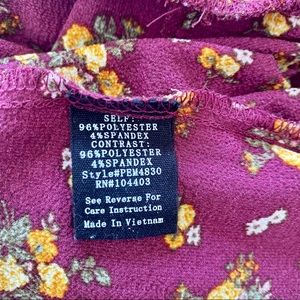 SELF:
96%POLYESTER
4%SPANDEX
CONTRAST:
96%POLYESTER
4%SPANDEX
Style#PEM4830
RN#104403
See Reverse For
Care Instruction
Made In Vietnam